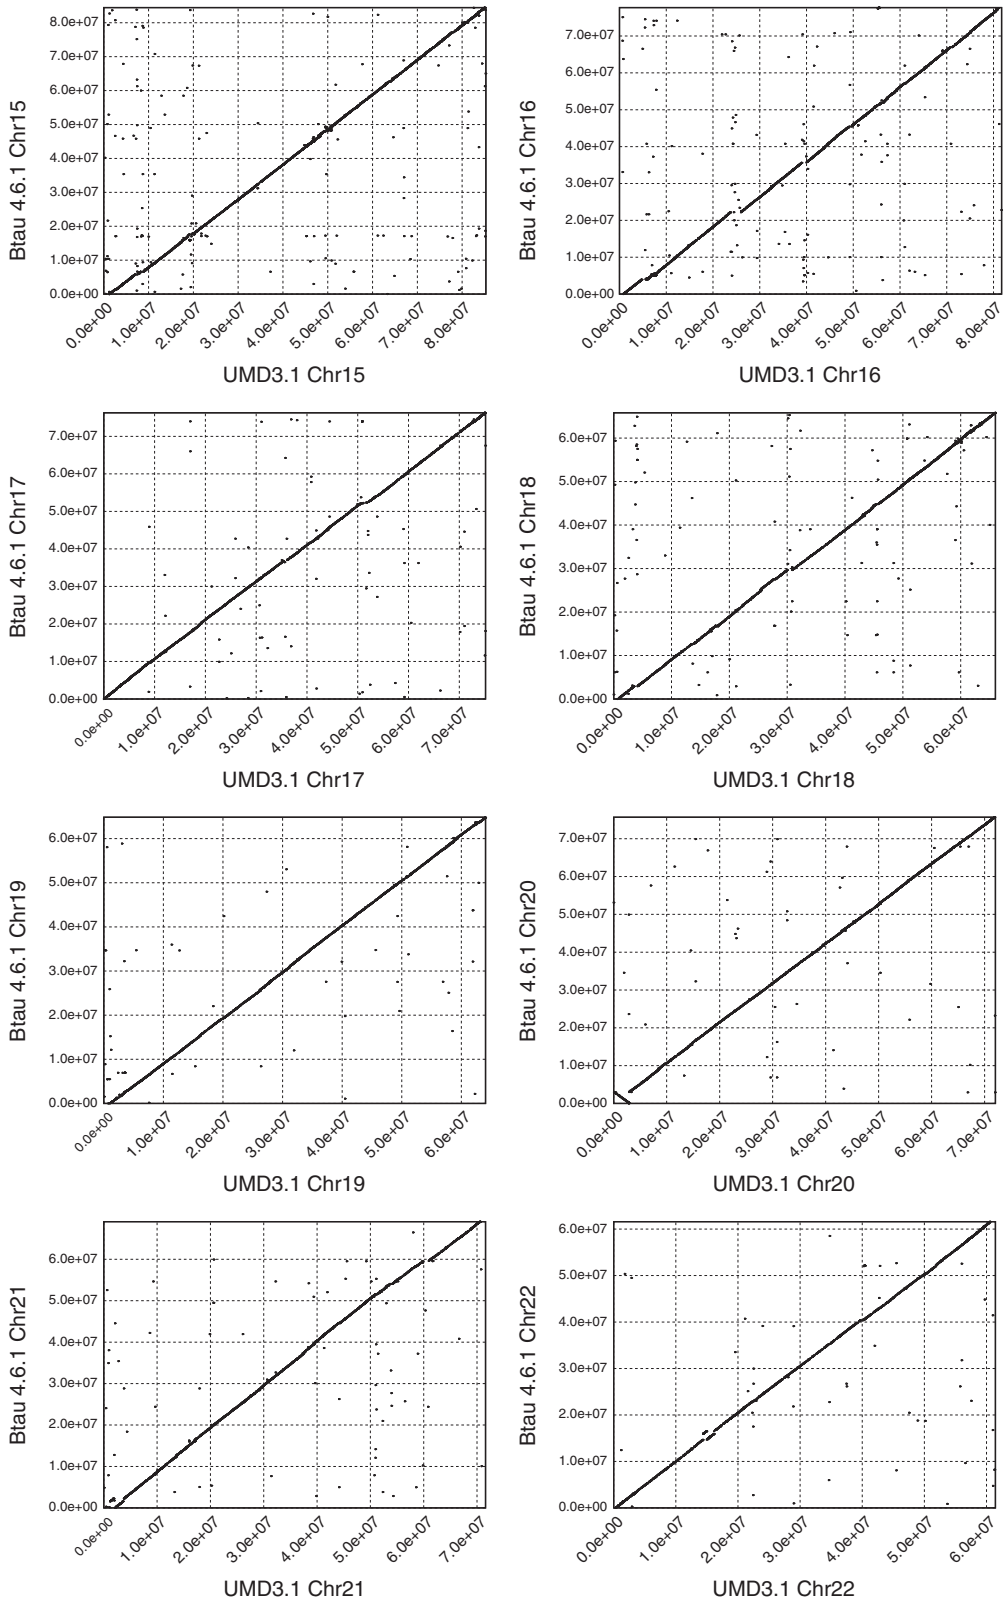 8.0e+07
7.0e+07
6.0e+07
5.0e+07
4.0e+07
3.0e+07
2.0e+07
1.0e+07
0.0e+00
Btau 4.6.1 Chr15
0.0e+00
1.0e+07
2.0e+07
3.0e+07
4.0e+07
5.0e+07
6.0e+07
7.0e+07
8.0e+07
UMD3.1 Chr15
7.0e+07
6.0e+07
5.0e+07
4.0e+07
3.0e+07
2.0e+07
1.0e+07
0.0e+00
Btau 4.6.1 Chr16
0.0e+00
1.0e+07
2.0e+07
3.0e+07
4.0e+07
5.0e+07
6.0e+07
7.0e+07
8.0e+07
UMD3.1 Chr16
7.0e+07
6.0e+07
5.0e+07
4.0e+07
3.0e+07
2.0e+07
1.0e+07
0.0e+00
Btau 4.6.1 Chr17
0.0e+00
1.0e+07
2.0e+07
3.0e+07
4.0e+07
5.0e+07
6.0e+07
7.0e+07
UMD3.1 Chr17
6.0e+07
5.0e+07
4.0e+07
3.0e+07
2.0e+07
1.0e+07
0.0e+00
Btau 4.6.1 Chr18
0.0e+00
1.0e+07
2.0e+07
3.0e+07
4.0e+07
5.0e+07
6.0e+07
UMD3.1 Chr18
6.0e+07
5.0e+07
4.0e+07
3.0e+07
2.0e+07
1.0e+07
0.0e+00
Btau 4.6.1 Chr19
0.0e+00
1.0e+07
2.0e+07
3.0e+07
4.0e+07
5.0e+07
6.0e+07
UMD3.1 Chr19
7.0e+07
6.0e+07
5.0e+07
4.0e+07
3.0e+07
2.0e+07
1.0e+07
0.0e+00
Btau 4.6.1 Chr20
0.0e+00
1.0e+07
2.0e+07
3.0e+07
4.0e+07
5.0e+07
6.0e+07
7.0e+07
UMD3.1 Chr20
6.0e+07
5.0e+07
4.0e+07
3.0e+07
2.0e+07
1.0e+07
0.0e+00
Btau 4.6.1 Chr21
0.0e+00
1.0e+07
2.0e+07
3.0e+07
4.0e+07
5.0e+07
6.0e+07
7.0e+07
UMD3.1 Chr21
6.0e+07
5.0e+07
4.0e+07
3.0e+07
2.0e+07
1.0e+07
0.0e+00
Btau 4.6.1 Chr22
0.0e+00
1.0e+07
2.0e+07
3.0e+07
4.0e+07
5.0e+07
6.0e+07
UMD3.1 Chr22